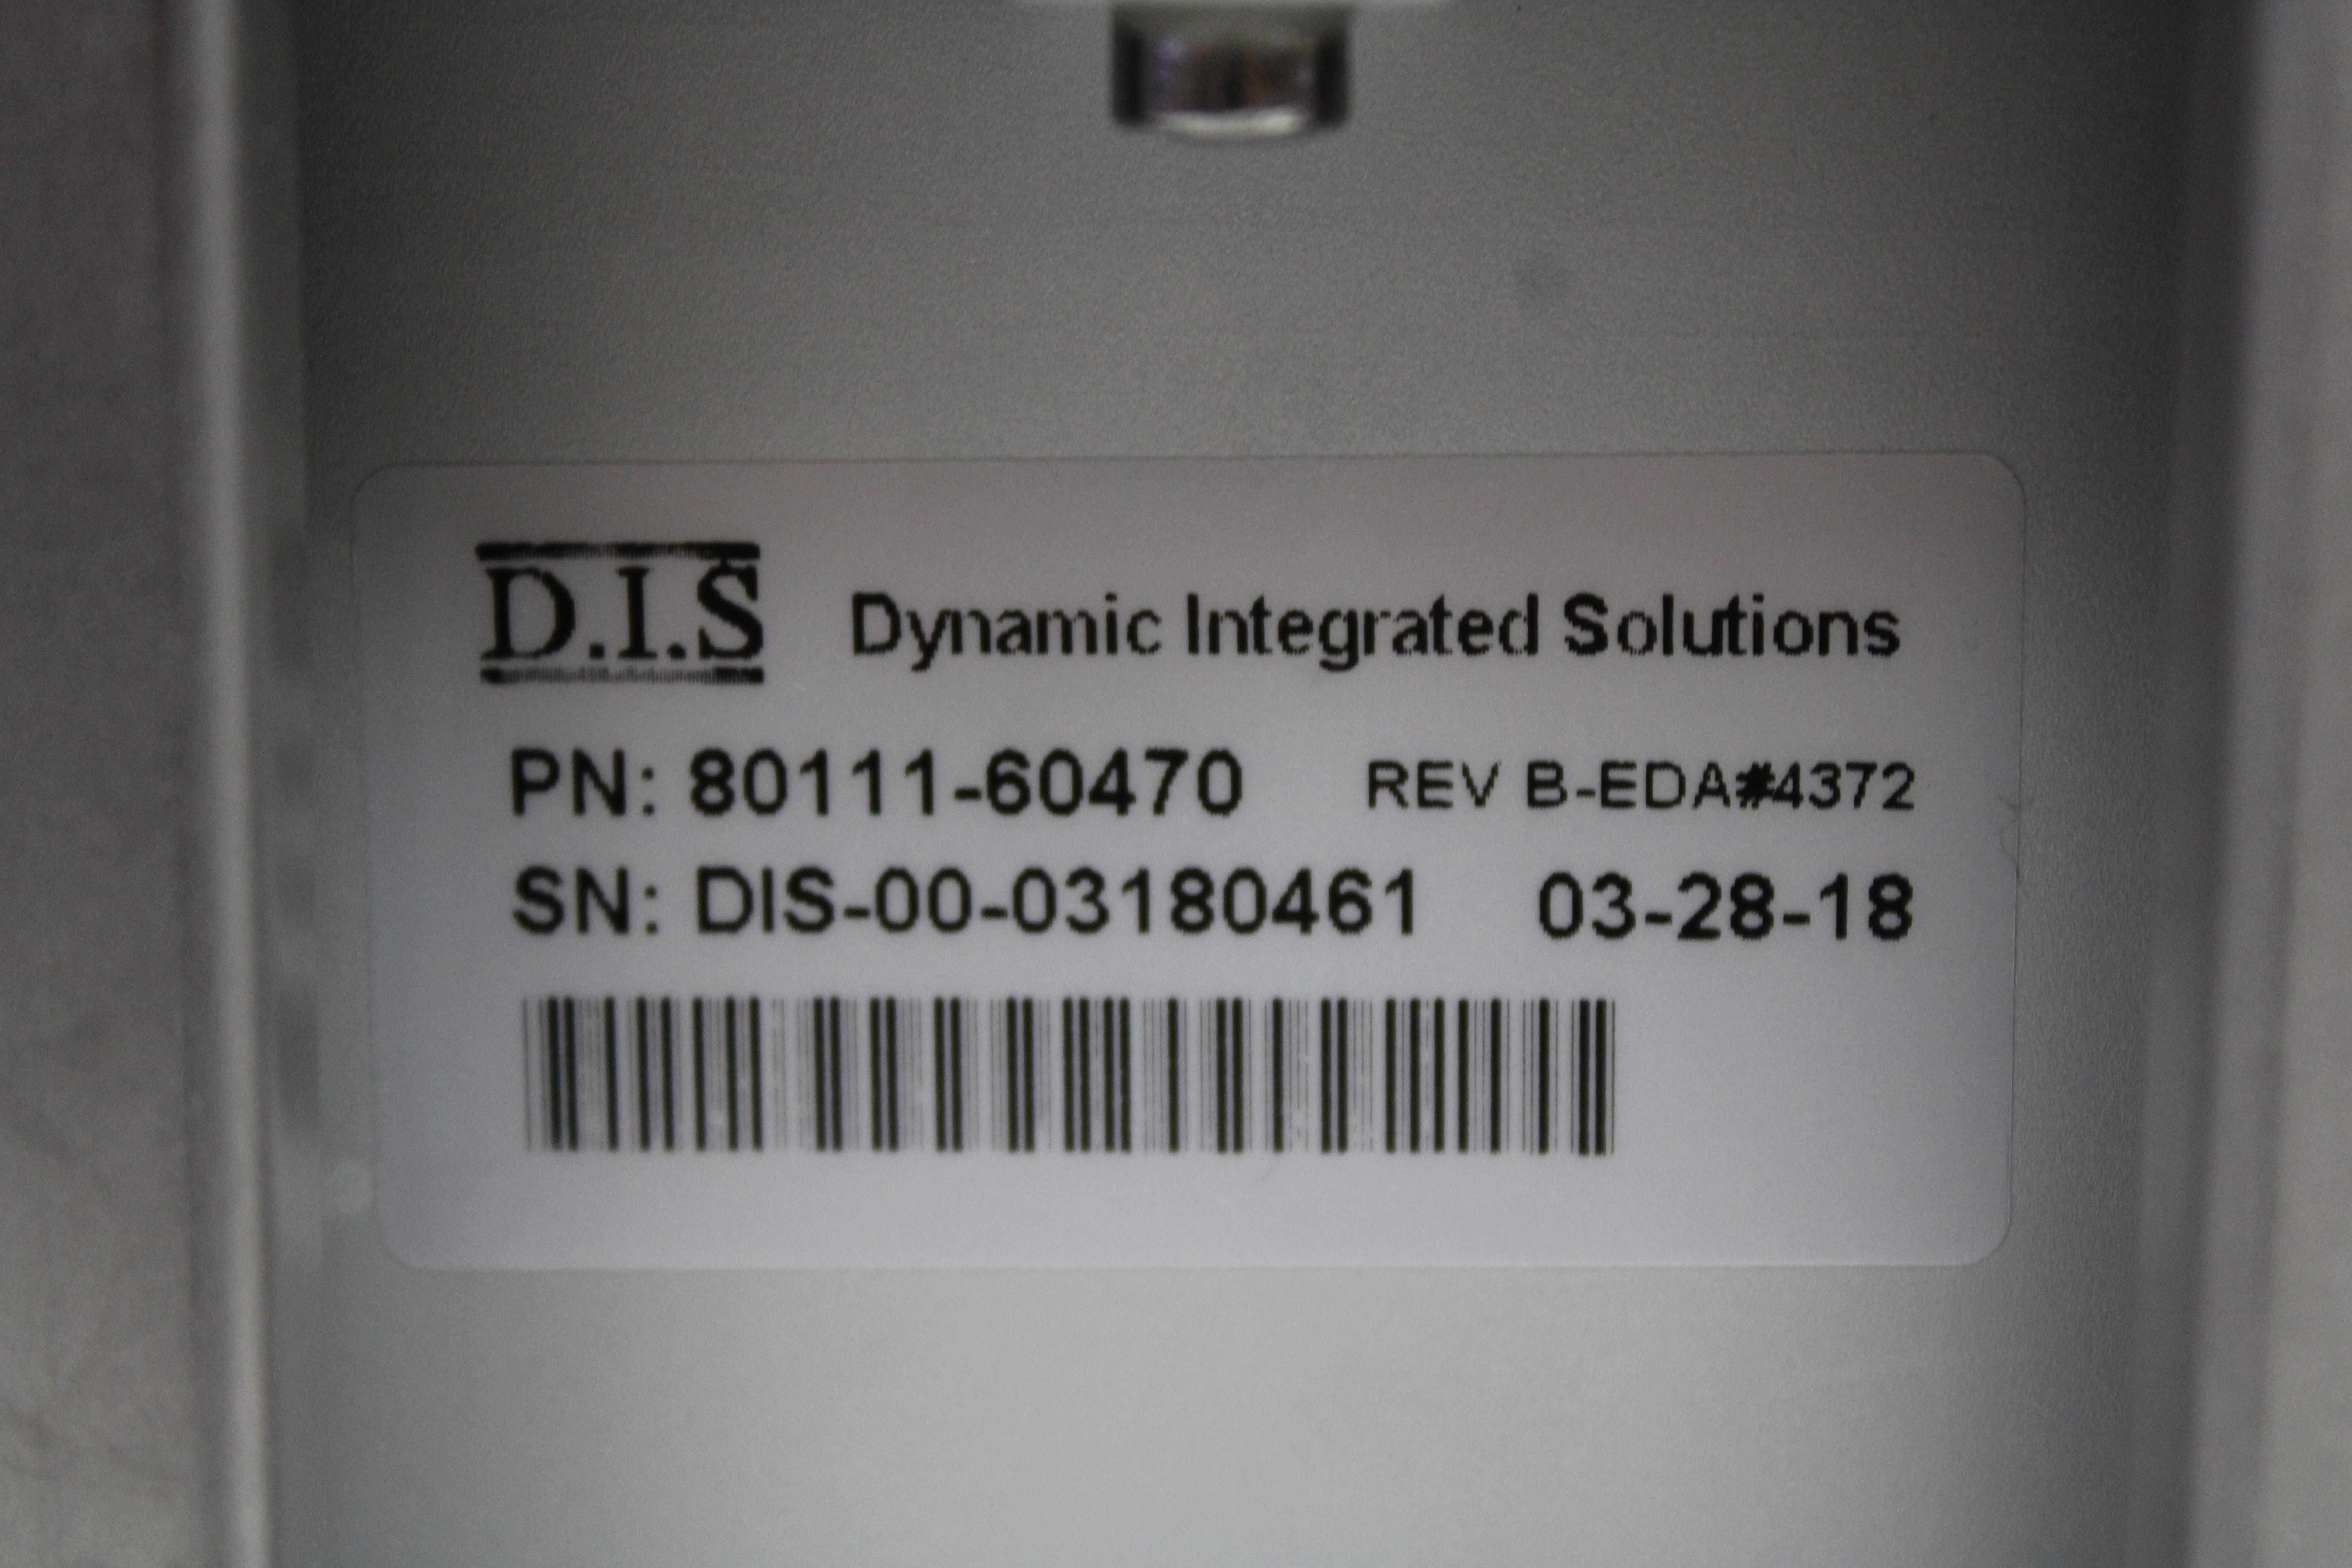 D.I.S Dynamic Integrated Solutions
PN: 80111-60470 REV B-EDA#4372
SN: DIS-00-03180461 03-28-18